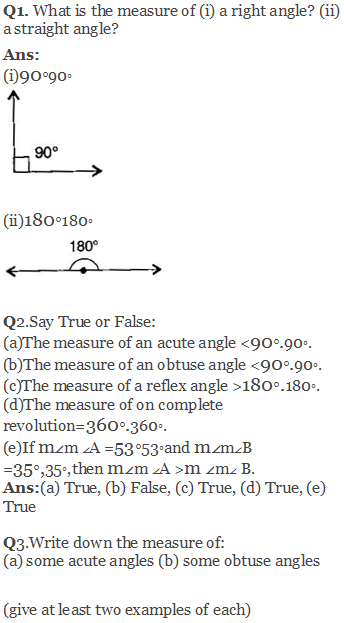 Q1. What is the measure of (i) a right angle? (ii)
a straight angle?
Ans:
(i)90°90∘
90°
(ii)180°180∘
180°
Q2.Say True or False:
(a)The measure of an acute angle <90°.90∘.
(b)The measure of an obtuse angle <90°.90∘.
(c)The measure of a reflex angle >180°.180∘.
(d)The measure of on complete
revolution=360°.360∘.
(e)If m∠m ∠A =53°53∘and m∠m∠B
=35°,35∘,then m∠m ∠A >m ∠m∠ B.
Ans:(a) True, (b) False, (c) True, (d) True, (e)
True
Q3.Write down the measure of:
(a) some acute angles (b) some obtuse angles
(give at least two examples of each)